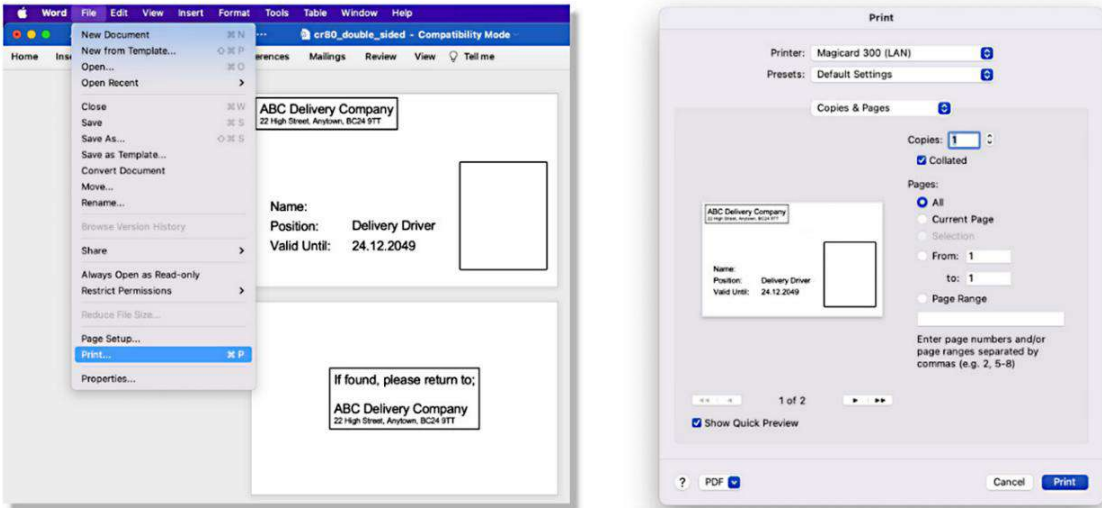 Word File Edit View Insert Format Tools Table Window Help
cr80_double_sided - Compatibility Mode
Home
Mailings Review View Tell me
New Document ⌘ N
New from Template... ⇧ ⌘ P
Open... ⌘ O
Open Recent >
Close ⌘ W
Save ⌘ S
Save As... ⇧ ⌘ S
Save as Template...
Convert Document
Move...
Rename...
Browse Version History
Share >
Always Open as Read-only
Restrict Permissions >
Reduce File Size...
Page Setup...
Print... ⌘ P
Properties...
ABC Delivery Company
22 High Street, Anytown, BC24 9TT
Name:
Position: Delivery Driver
Valid Until: 24.12.2049
If found, please return to;
ABC Delivery Company
22 High Street, Anytown, BC24 9TT
Print
Printer: Magicard 300 (LAN)
Presets: Default Settings
Copies & Pages
Copies: 1
Collated
Pages:
All
Current Page
Selection
From: 1
to: 1
Page Range
Enter page numbers and/or
page ranges separated by
commas (e.g. 2, 5-8)
ABC Delivery Company
22 High Street, Anytown, BC24 9TT
Name:
Position: Delivery Driver
Valid Until: 24.12.2049
1 of 2
Show Quick Preview
? PDF Cancel Print